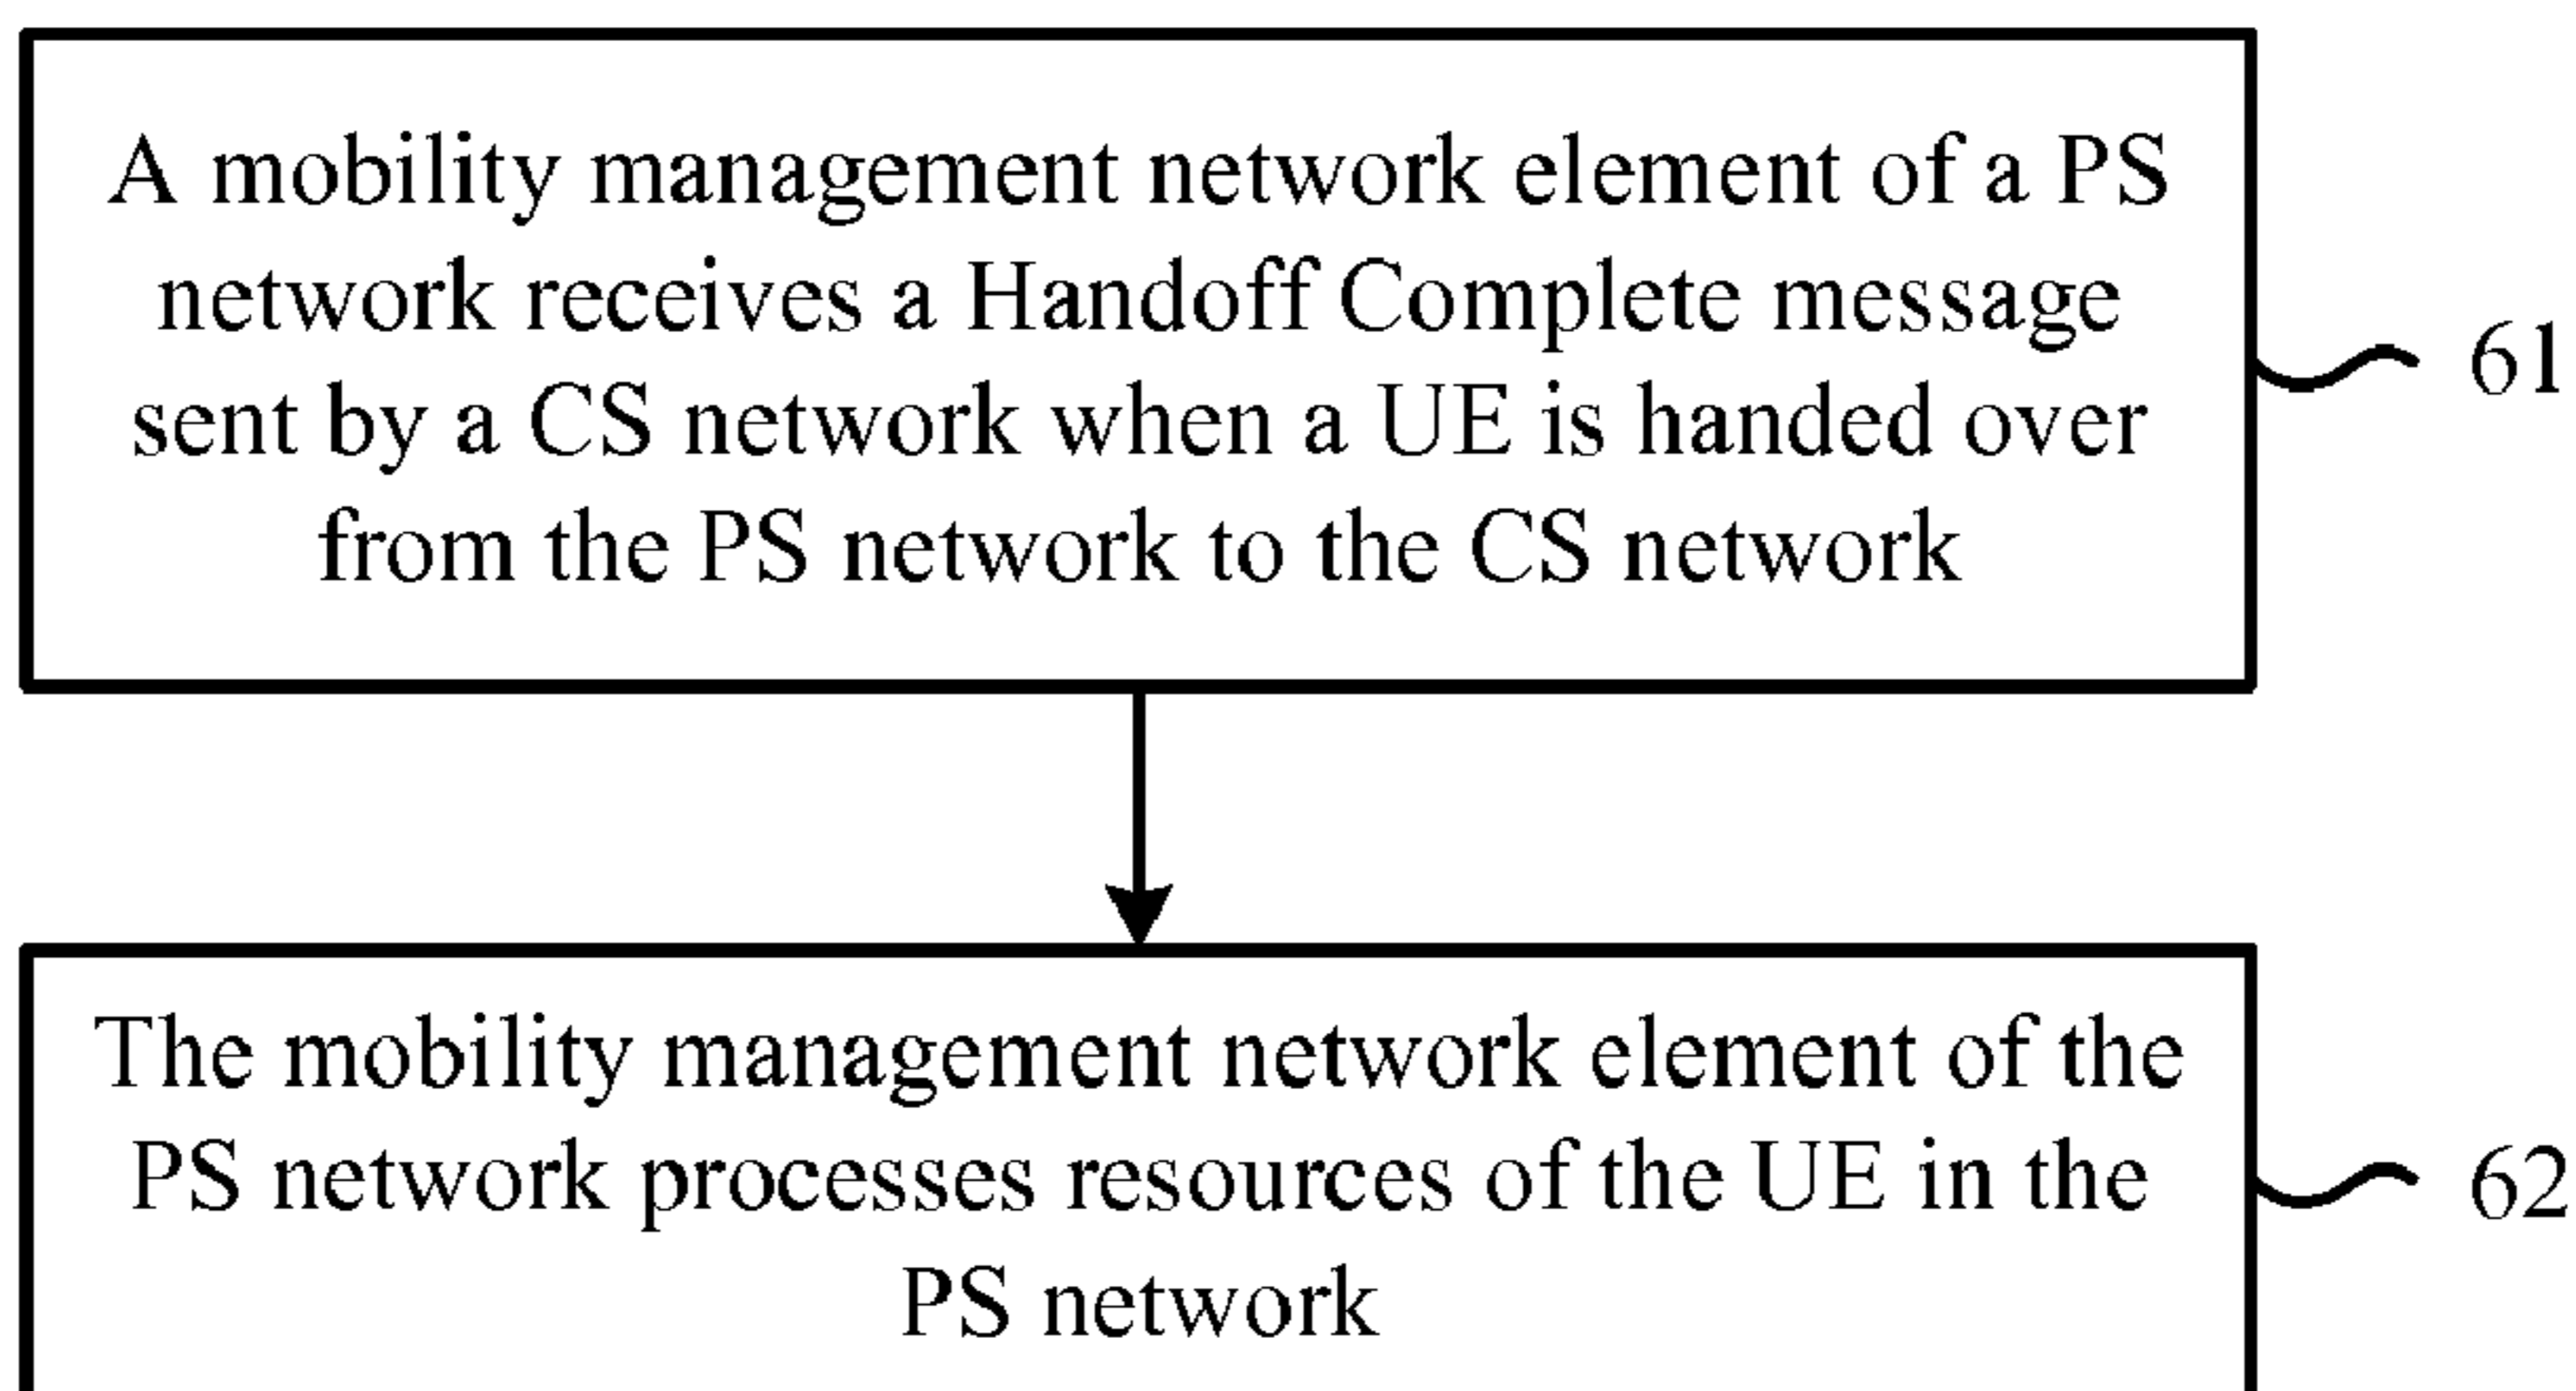 A mobility management network element of a PS
network receives a Handoff Complete message
sent by a CS network when a UE is handed over
from the PS network to the CS network
61
The mobility management network element of the
PS network processes resources of the UE in the
PS network
62